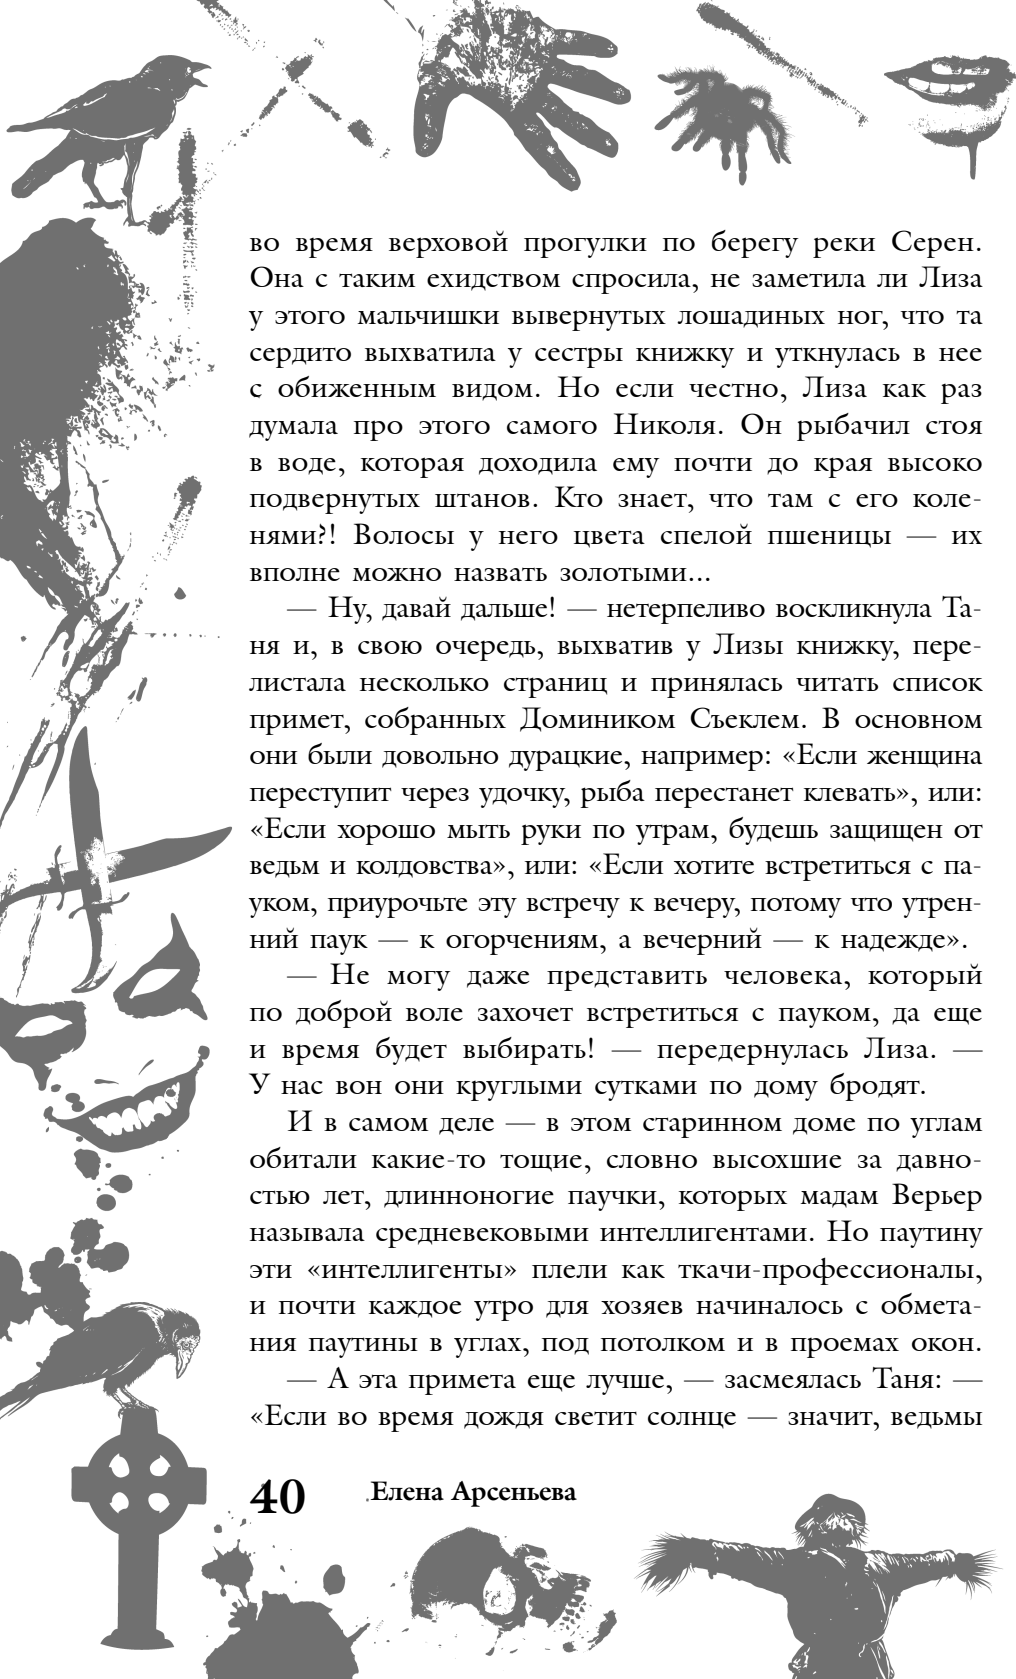 во время верховой прогулки по берегу реки Серен.
Она с таким ехидством спросила, не заметила ли Лиза
у этого мальчишки вывернутых лошадиных ног, что та
сердито выхватила у сестры книжку и уткнулась в нее
с обиженным видом. Но если честно, Лиза как раз
думала про этого самого Николя. Он рыбачил стоя
в воде, которая доходила ему почти до края высоко
подвернутых штанов. Кто знает, что там с его коле-
нями?! Волосы у него цвета спелой пшеницы — их
вполне можно назвать золотыми...
— Ну, давай дальше! — нетерпеливо воскликнула Та-
ня и, в свою очередь, выхватив у Лизы книжку, пере-
листала несколько страниц и принялась читать список
примет, собранных Домиником Съеклем. В основном
они были довольно дурацкие, например: «Если женщина
переступит через удочку, рыба перестанет клевать», или:
«Если хорошо мыть руки по утрам, будешь защищен от
ведьм и колдовства», или: «Если хотите встретиться с па-
уком, приурочьте эту встречу к вечеру, потому что утрен-
ний паук — к огорчениям, а вечерний — к надежде».
— Не могу даже представить человека, который
по доброй воле захочет встретиться с пауком, да еще
и время будет выбирать! — передернулась Лиза. —
У нас вон они круглыми сутками по дому бродят.
И в самом деле — в этом старинном доме по углам
обитали какие-то тощие, словно высохшие за давно-
стью лет, длинноногие паучки, которых мадам Верьер
называла средневековыми интеллигентами. Но паутину
эти «интеллигенты» плели как ткачи-профессионалы,
и почти каждое утро для хозяев начиналось с обмета-
ния паутины в углах, под потолком и в проемах окон.
— А эта примета еще лучше, — засмеялась Таня: —
«Если во время дождя светит солнце — значит, ведьмы
40 Елена Арсеньева